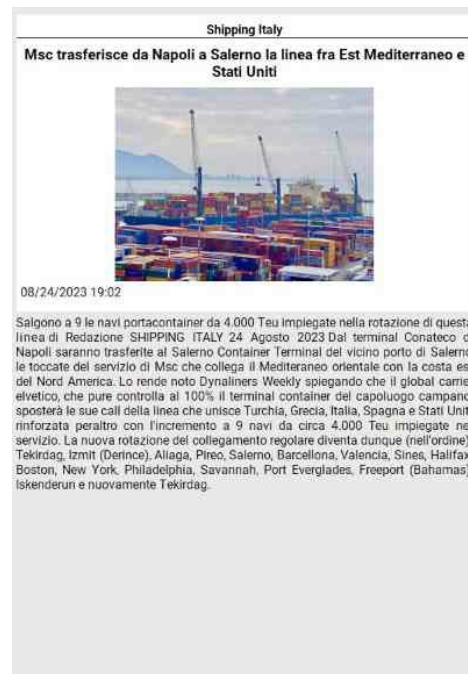 Shipping Italy
Msc trasferisce da Napoli a Salerno la linea fra Est Mediterraneo e
Stati Uniti
08/24/2023 19:02
Salgono a 9 le navi portacontainer da 4.000 Teu impiegate nella rotazione di questa
linea di Redazione SHIPPING ITALY 24 Agosto 2023 Dal terminal Conateco d
Napoli saranno trasferite al Salerno Container Terminal del vicino porto di Salerno
le toccate del servizio di Msc che collega il Mediteraneo orientale con la costa es
del Nord America. Lo rende noto Dynaliners Weekly spiegando che il global carrie
elvetico, che pure controlla al 100% il terminal container del capoluogo campano
sposterà le sue call della linea che unisce Turchia, Grecia, Italia, Spagna e Stati Unit
rinforzata peraltro con l'incremento a 9 navi da circa 4.000 Teu impiegate ne
servizio. La nuova rotazione del collegamento regolare diventa dunque (nell'ordine)
Tekirdag, Izmit (Derince), Aliaga, Pireo, Salerno, Barcellona, Valencia, Sines, Halifax
Boston, New York, Philadelphia, Savannah, Port Everglades, Freeport (Bahamas)
Iskenderun e nuovamente Tekirdag.